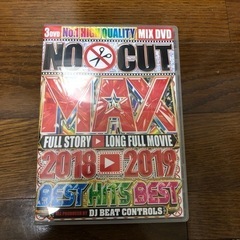 3DVD No.1 HIGH QUALITY MIX DVD
NO CUT
MAX
FULL STORY LONG FULL MOVIE
2018 2019
BEST HITS BEST
DJ BEAT CONTROLS